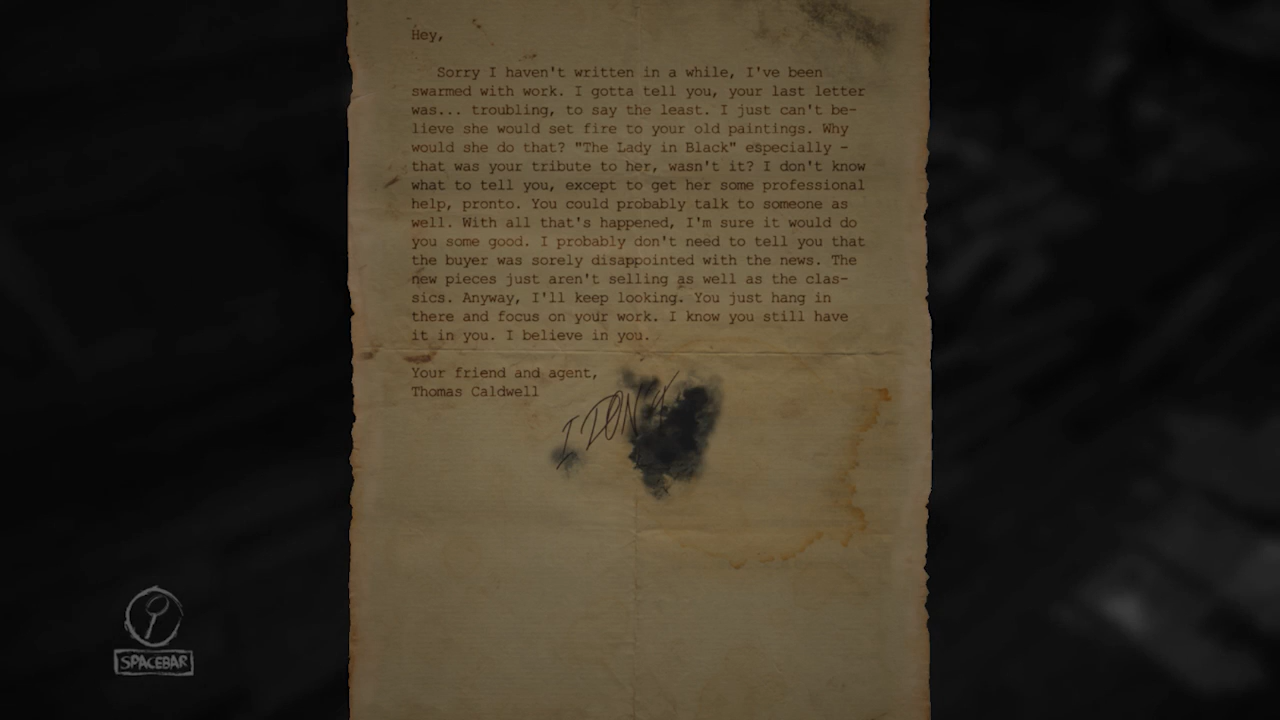 Hey,
Sorry I haven't written in a while, I've been
swarmed with work. I gotta tell you, your last letter
was... troubling, to say the least. I just can't be-
lieve she would set fire to your old paintings. Why
would she do that? "The Lady in Black" especially -
that was your tribute to her, wasn't it? I don't know
what to tell you, except to get her some professional
help, pronto. You could probably talk to someone as
well. With all that's happened, I'm sure it would do
you some good. I probably don't need to tell you that
the buyer was sorely disappointed with the news. The
new pieces just aren't selling as well as the clas-
sics. Anyway, I'll keep looking. You just hang in
there and focus on your work. I know you still have
it in you. I believe in you.
Your friend and agent,
Thomas Caldwell
I DON'T
SPACEBAR